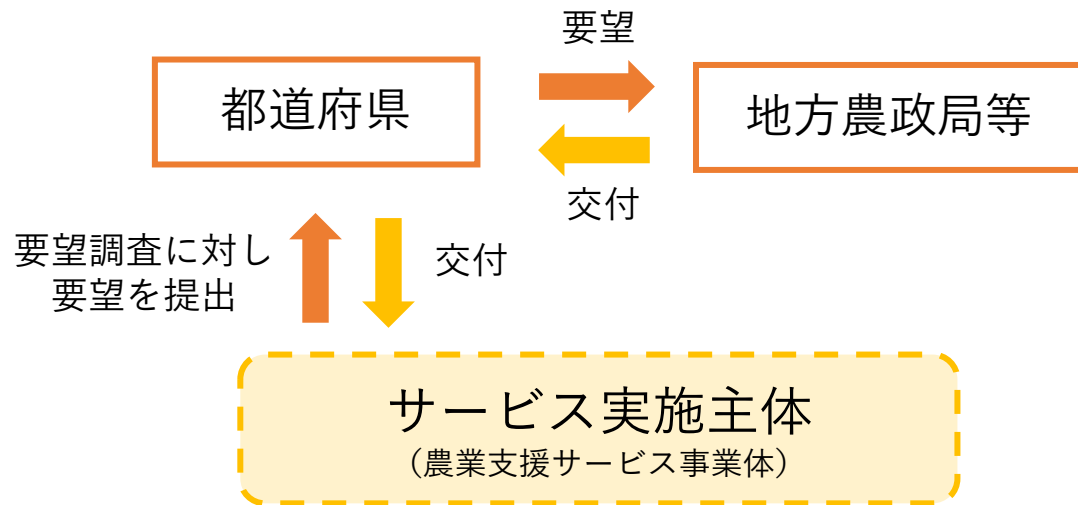 要望
都道府県
地方農政局等
交付
要望調査に対し
要望を提出
交付
サービス実施主体
（農業支援サービス事業体）